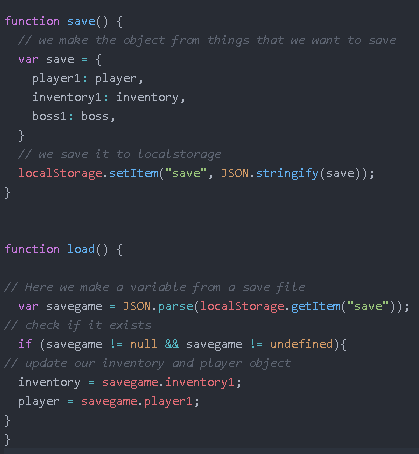 function save() {
// we make the object from things that we want to save
var save = {
player1: player,
inventory1: inventory,
boss1: boss,
}
// we save it to localstorage
localStorage.setItem("save", JSON.stringify(save));
}
function load() {
// Here we make a variable from a save file
var savegame = JSON.parse(localStorage.getItem("save"));
// check if it exists
if (savegame != null && savegame != undefined){
// update our inventory and player object
inventory = savegame.inventory1;
player = savegame.player1;
}
}